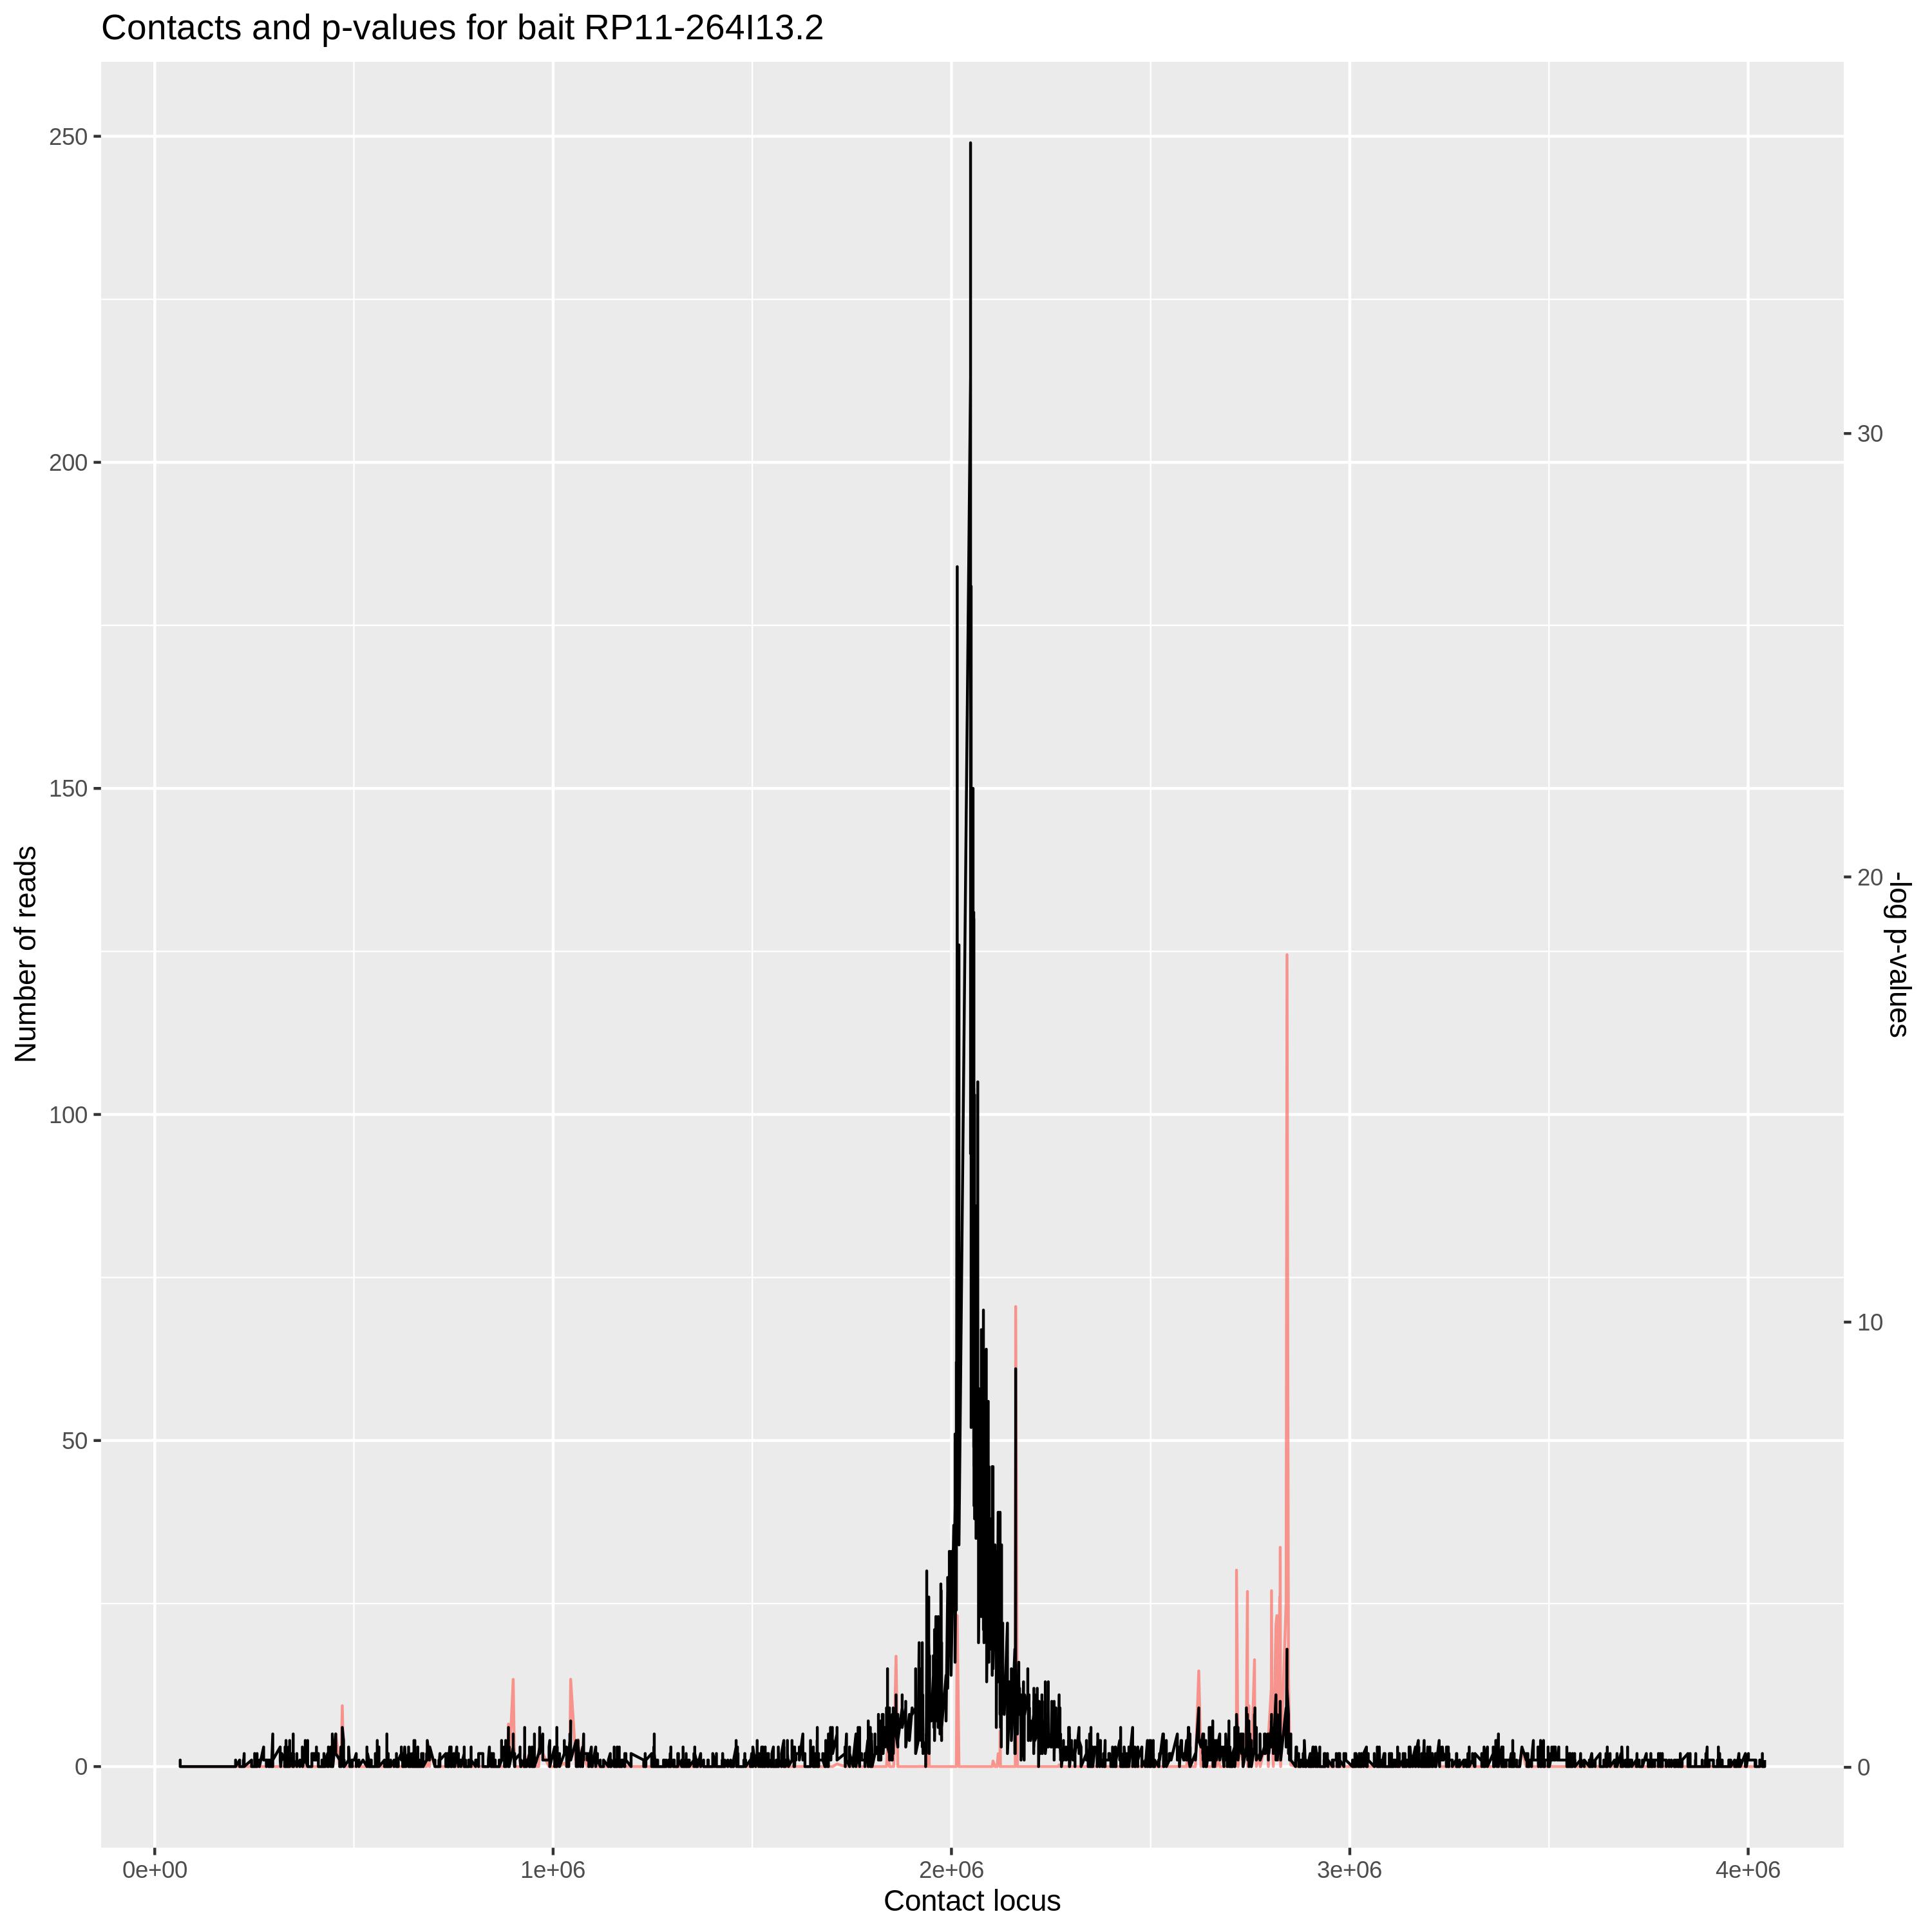 Contacts and p-values for bait RP11-264I13.2
250
200
150
100
50
0
Number of reads
30
20
10
0
-log p-values
0e+00
1e+06
2e+06
3e+06
4e+06
Contact locus